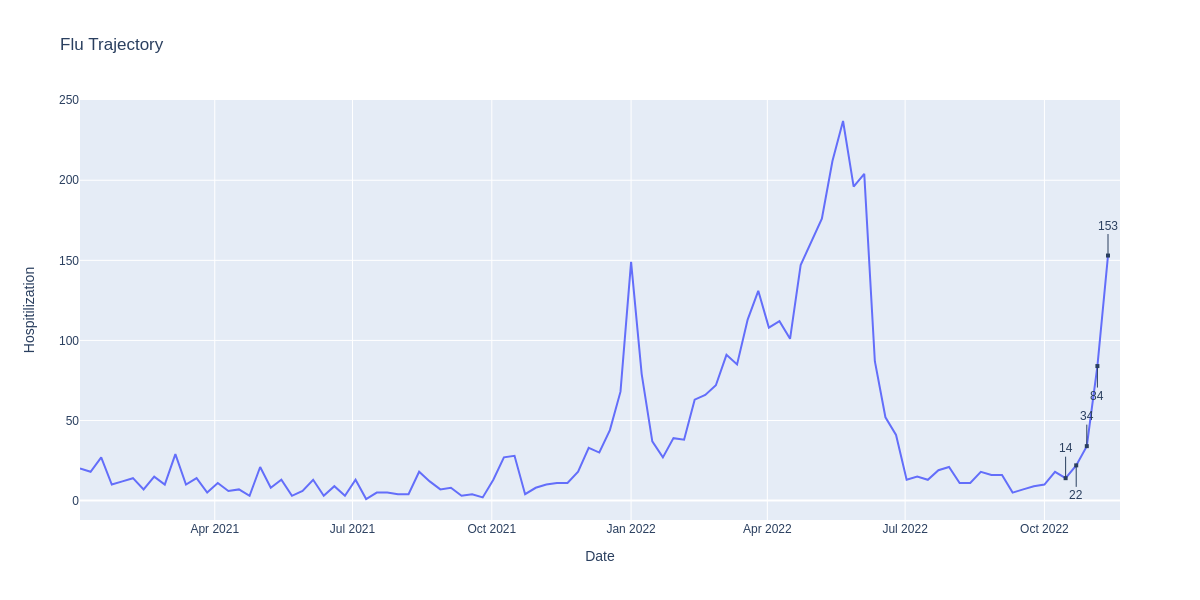 Flu Trajectory
250
200
150
100
50
0
Hospitilization
153
84
34
14
22
Apr 2021
Jul 2021
Oct 2021
Jan 2022
Apr 2022
Jul 2022
Oct 2022
Date